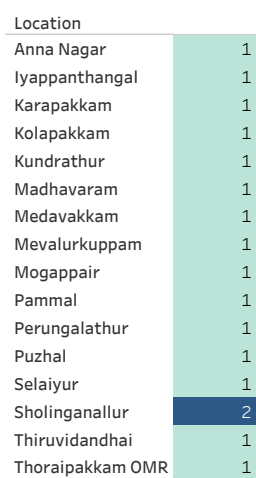 Location
Anna Nagar 1
Iyappanthangal 1
Karapakkam 1
Kolapakkam 1
Kundrathur 1
Madhavaram 1
Medavakkam 1
Mevalurkuppam 1
Mogappair 1
Pammal 1
Perungalathur 1
Puzhal 1
Selaiyur 1
Sholinganallur 2
Thiruvidandhai 1
Thoraipakkam OMR 1